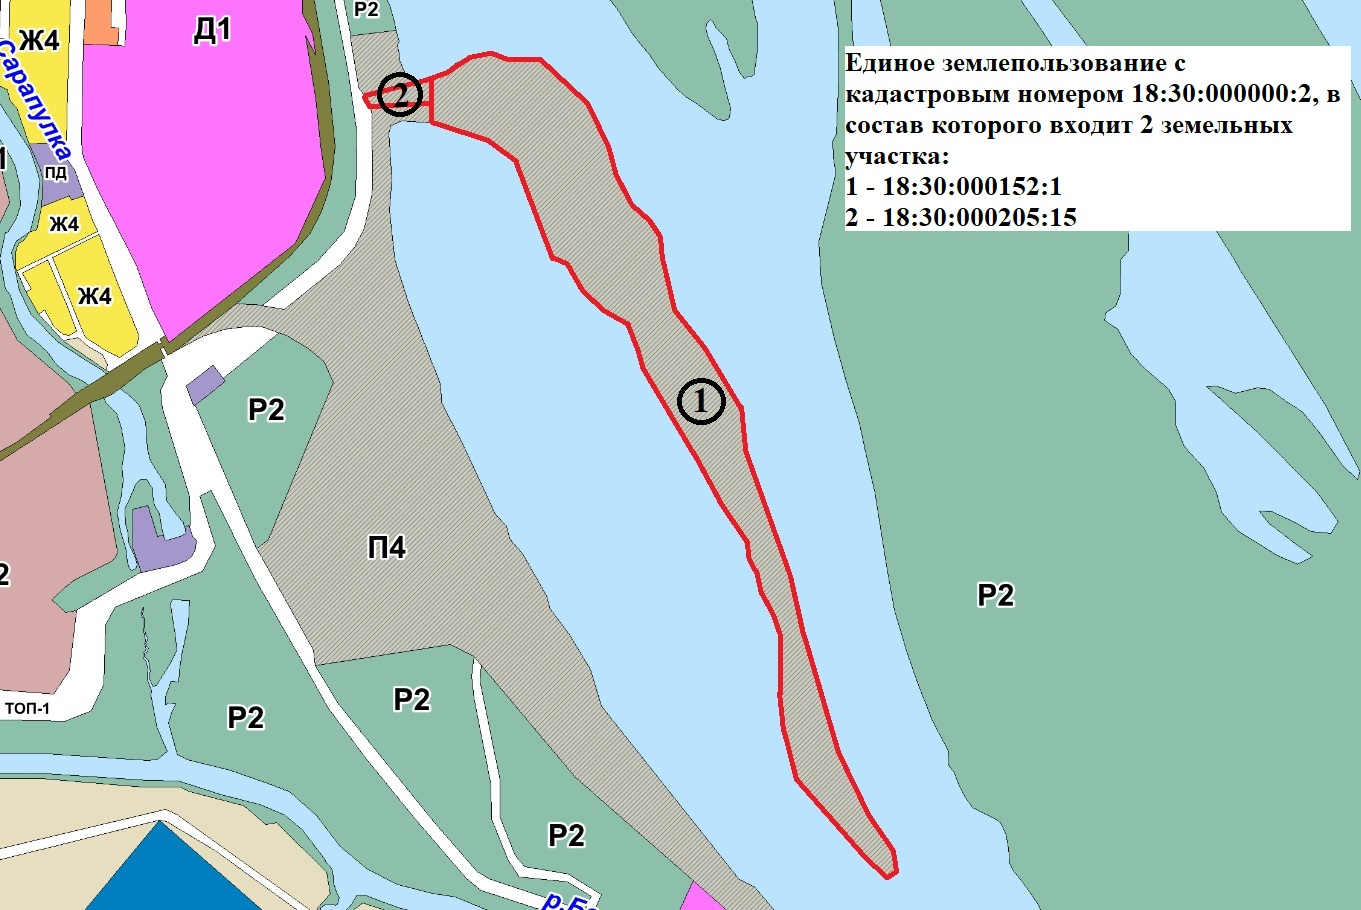 Р2
Д1
Ж4
Сарапулка
2
Единое землепользование с
кадастровым номером 18:30:000000:2, в
состав которого входит 2 земельных
участка:
1 - 18:30:000152:1
2 - 18:30:000205:15
ПД
Ж4
Ж4
Р2
1
П4
Р2
2
Р2
ТОП-1
Р2
Р2